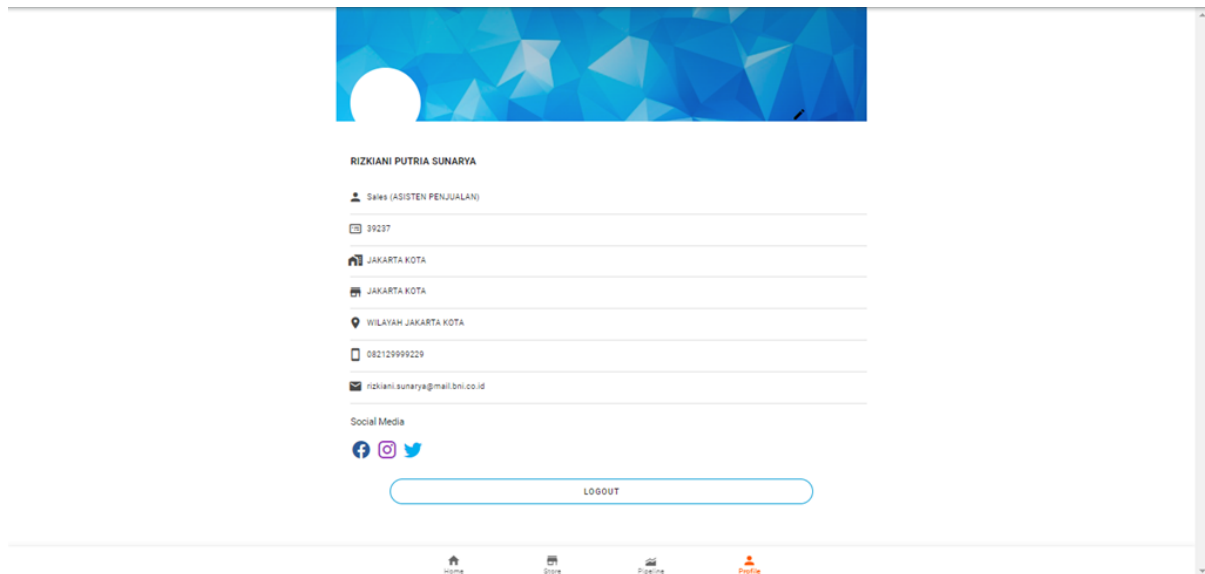 RIZKIANI PUTRIA SUNARYA
Sales (ASISTEN PENJUALAN)
39237
JAKARTA KOTA
JAKARTA KOTA
WILAYAH JAKARTA KOTA
082129999229
rizkiani.sunarya@mail.bni.co.id
Social Media
LOGOUT
Home Store Pipeline Profile